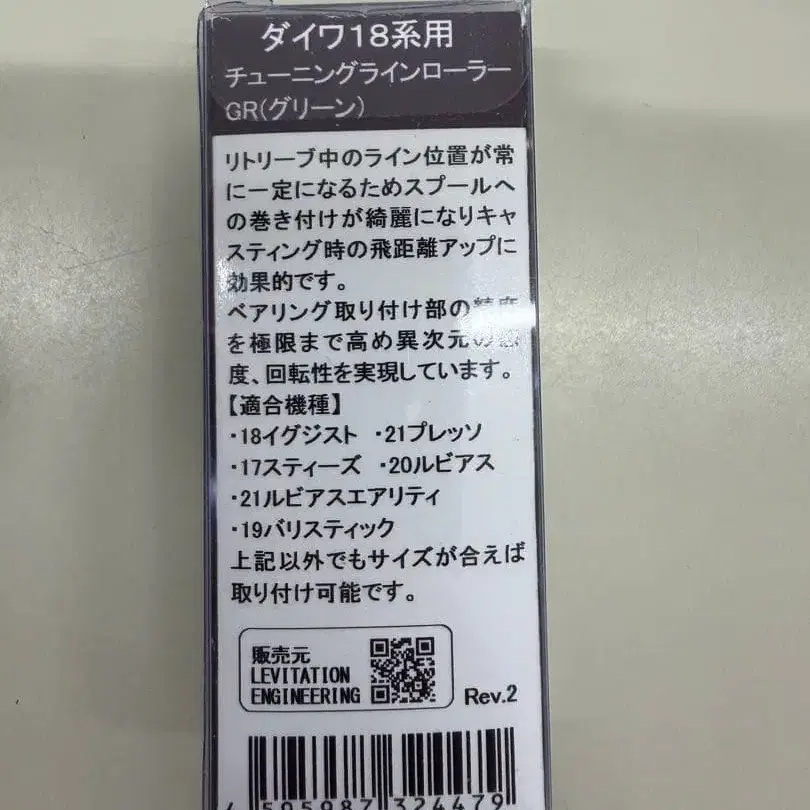 ダイワ18系用
チューニングラインローラー
GR(グリーン)
リトリーブ中のライン位置が常
に一定になるためスプールへ
の巻き付けが綺麗になりキャ
スティング時の飛距離アップに
効果的です。
ベアリング取り付け部の精度
を極限まで高め異次元の感
度、回転性を実現しています。
【適合機種】
・18イグジスト ・21プレッソ
・17スティーズ ・20ルビアス
・21ルビアスエアリティ
・19バリスティック
上記以外でもサイズが合えば
取り付け可能です。
販売元
LEVITATION
ENGINEERING
Rev.2
4 595987 324479